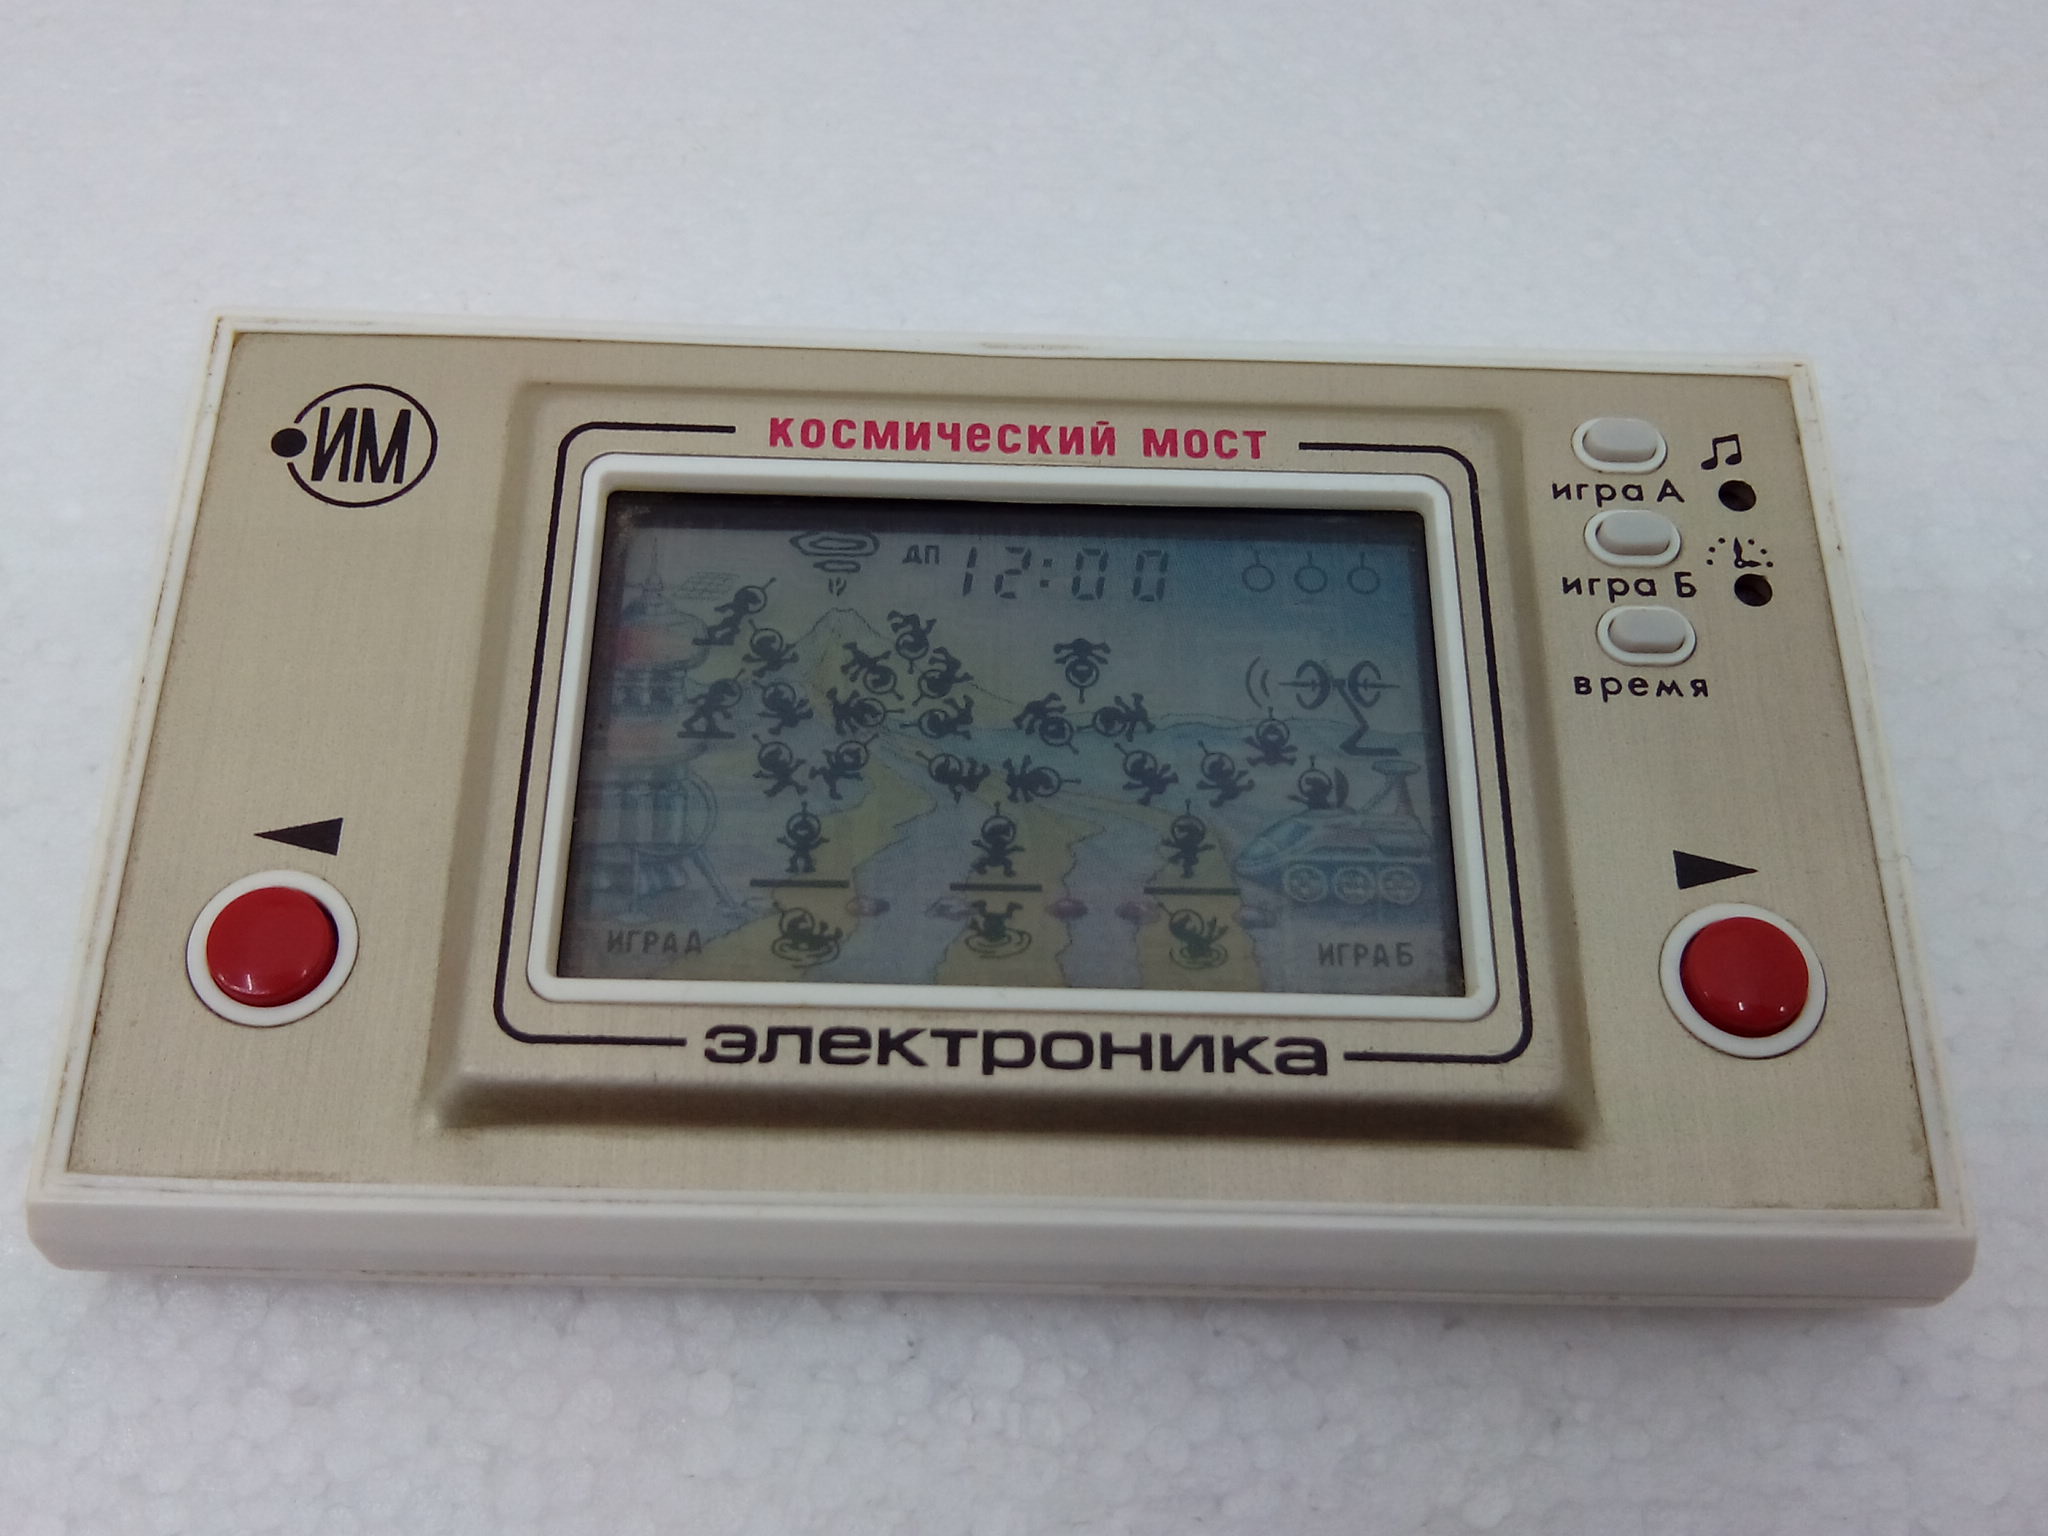 ИМ
космический мост
игра А
игра Б
время
ДП 12:00
ИГРА А
ИГРА Б
электроника